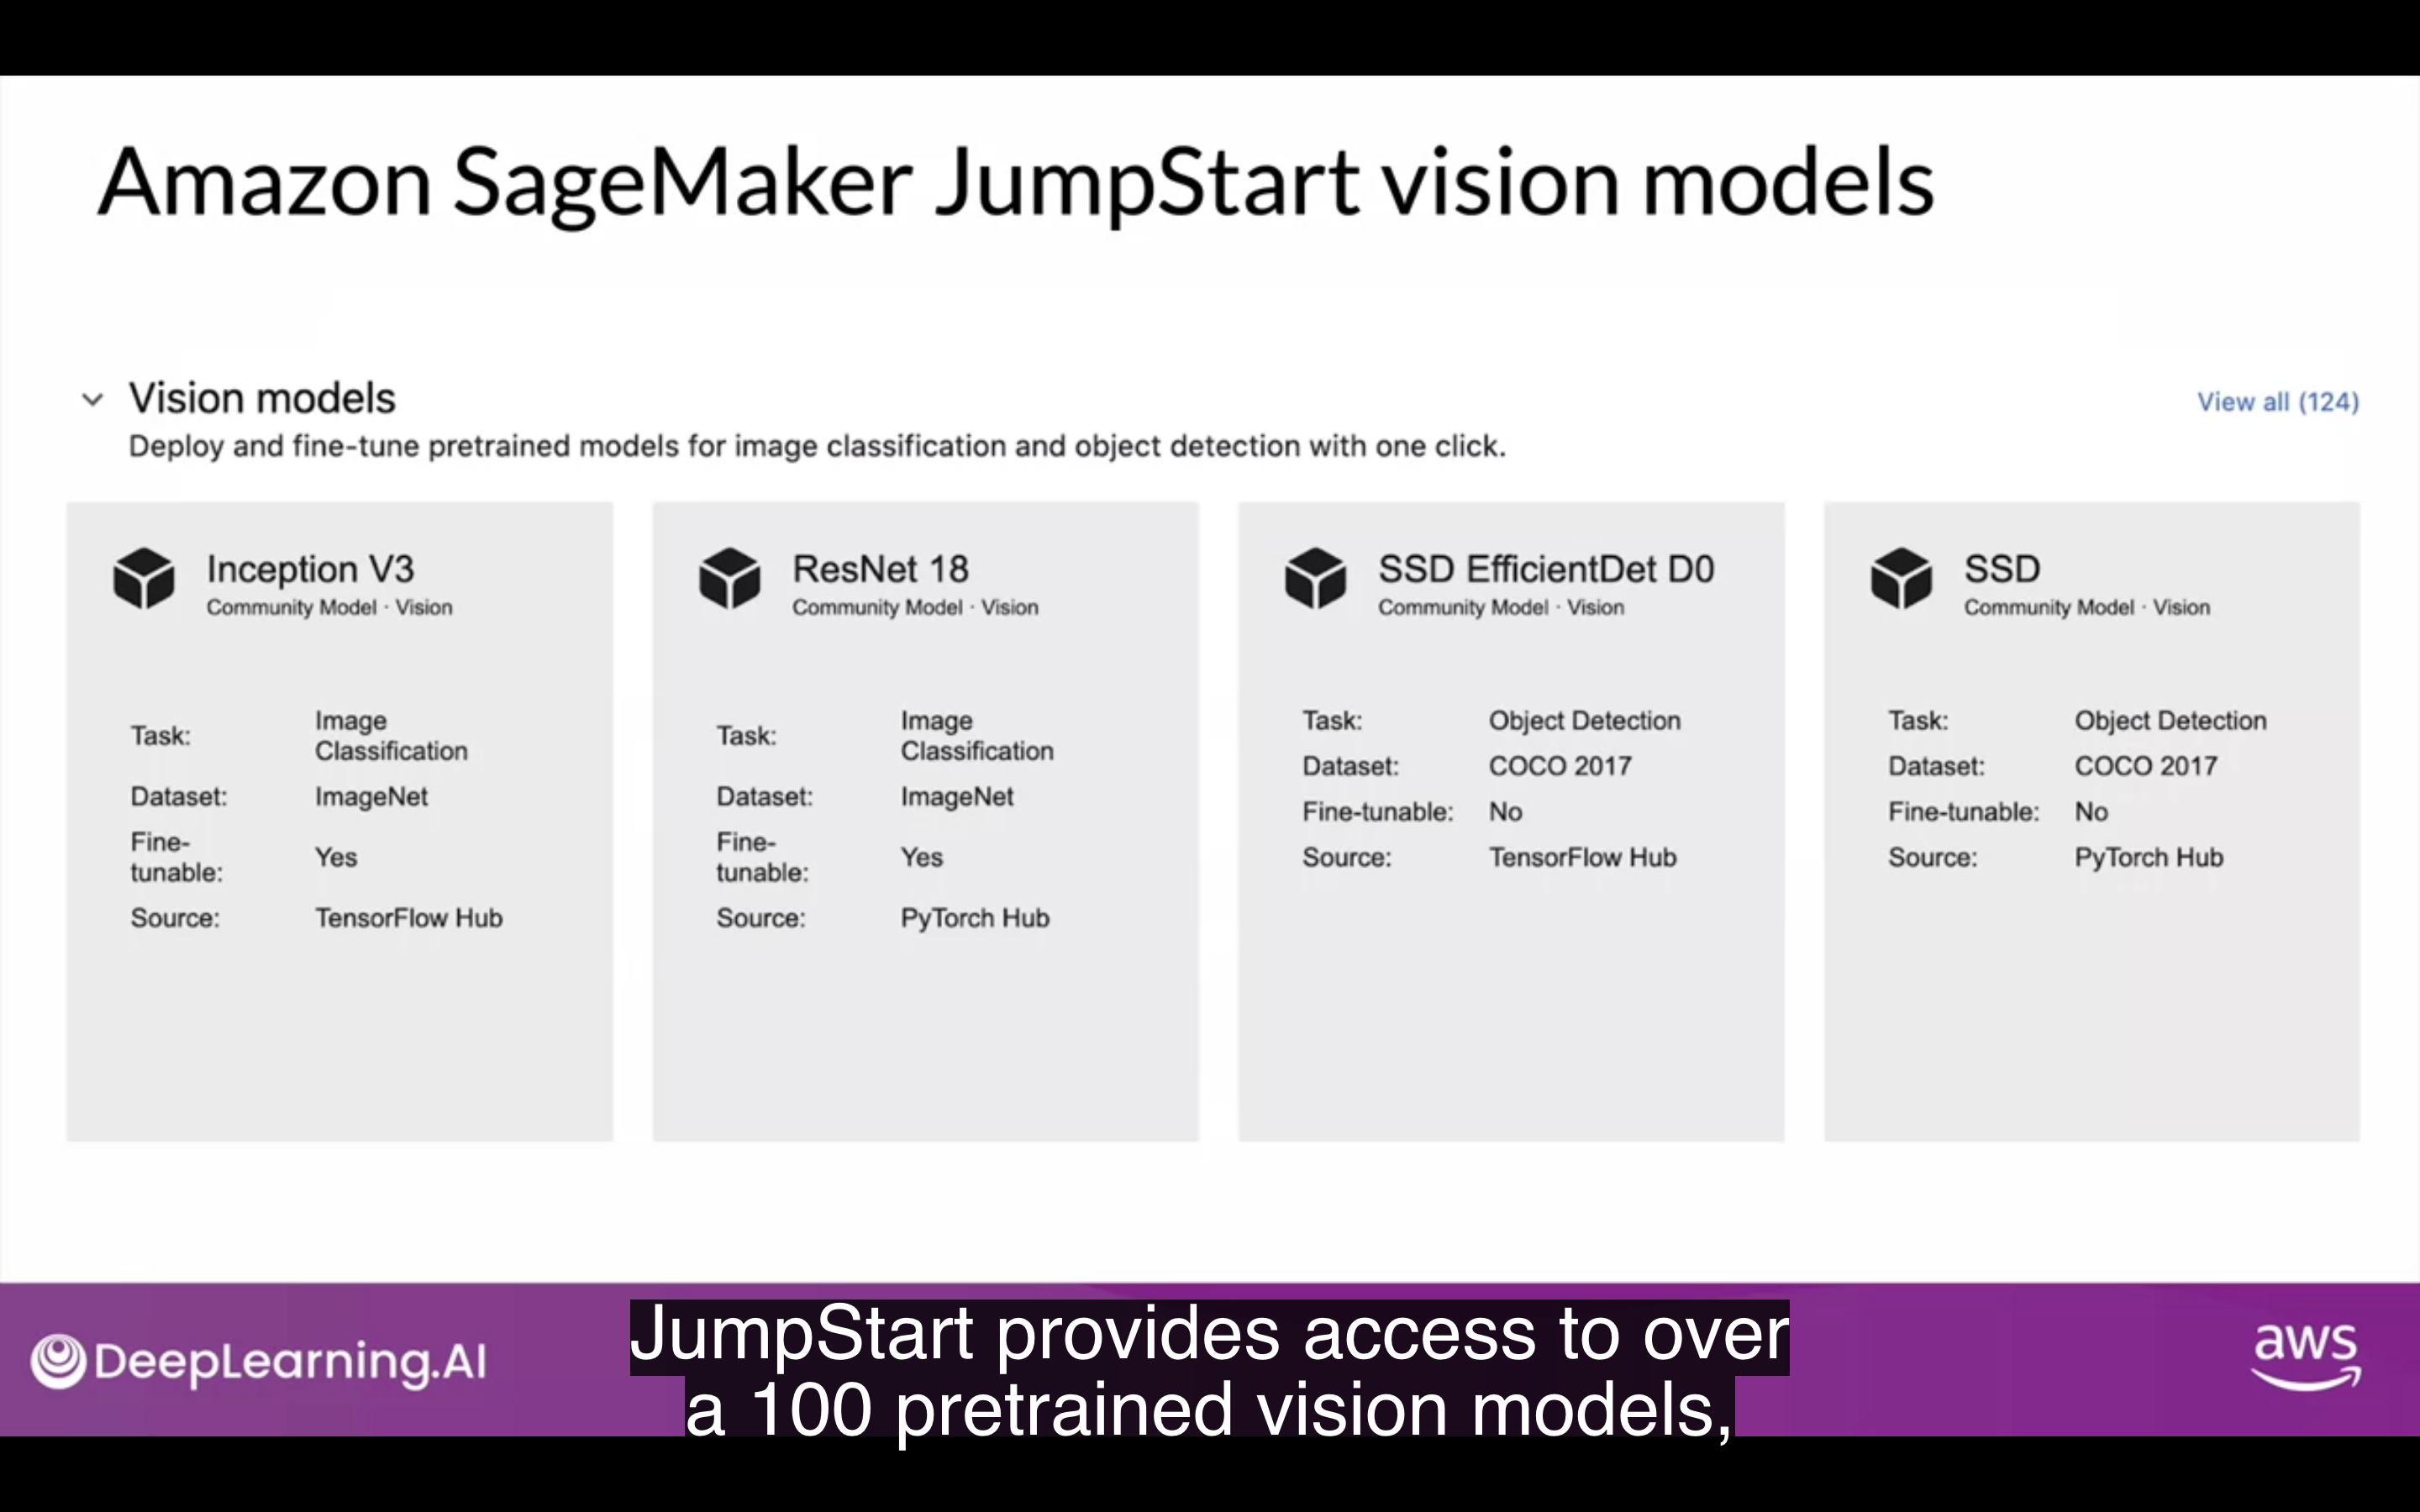 Amazon SageMaker JumpStart vision models
Vision models
View all (124)
Deploy and fine-tune pretrained models for image classification and object detection with one click.
Inception V3
Community Model · Vision
Task:
Image
Classification
Dataset:
ImageNet
Fine-
tunable:
Yes
Source:
TensorFlow Hub
ResNet 18
Community Model · Vision
Task:
Image
Classification
Dataset:
ImageNet
Fine-
tunable:
Yes
Source:
PyTorch Hub
SSD EfficientDet D0
Community Model · Vision
Task:
Object Detection
Dataset:
COCO 2017
Fine-tunable:
No
Source:
TensorFlow Hub
SSD
Community Model · Vision
Task:
Object Detection
Dataset:
COCO 2017
Fine-tunable:
No
Source:
PyTorch Hub
DeepLearning.AI
JumpStart provides access to over
a 100 pretrained vision models,
aws